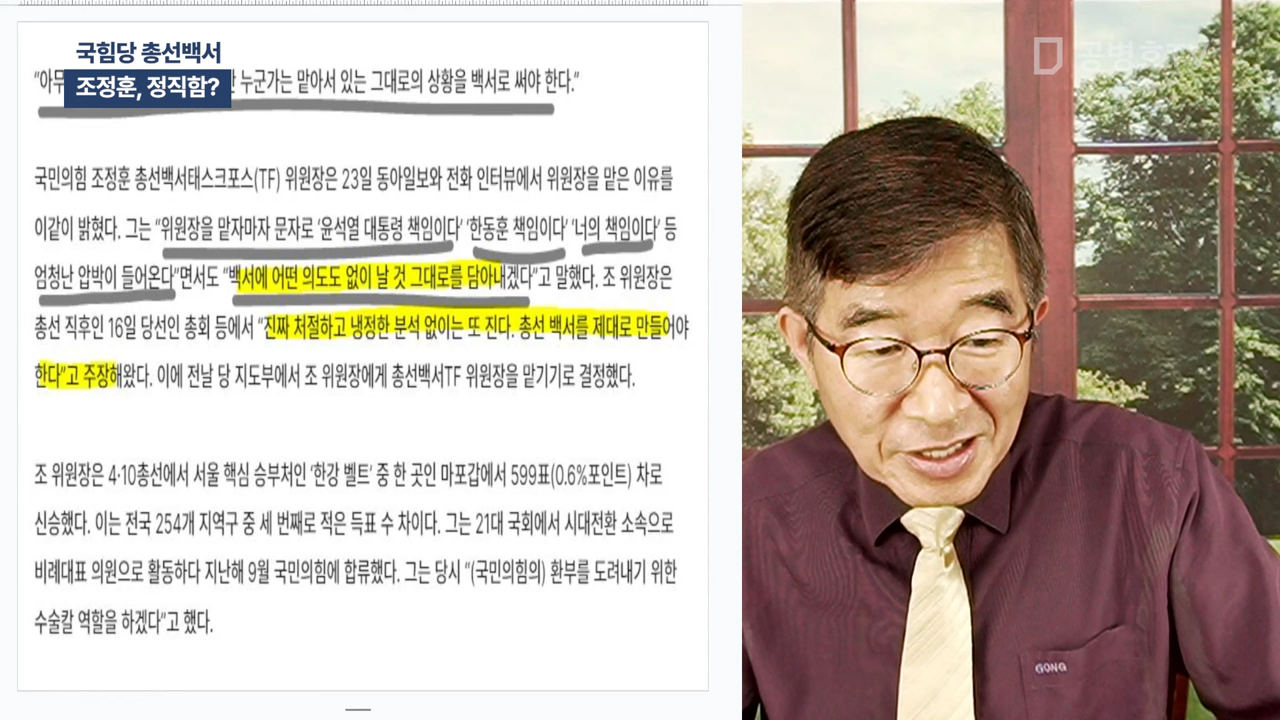 국힘당 총선백서
조정훈, 정직함?
“아무 누군가는 맡아서 있는 그대로의 상황을 백서로 써야 한다.”
국민의힘 조정훈 총선백서태스크포스(TF) 위원장은 23일 동아일보와 전화 인터뷰에서 위원장을 맡은 이유를
이같이 밝혔다. 그는 “위원장을 맡자마자 문자로 ‘윤석열 대통령 책임이다’ ‘한동훈 책임이다’ ‘너의 책임이다’ 등
엄청난 압박이 들어온다”면서도 “백서에 어떤 의도도 없이 날 것 그대로를 담아내겠다”고 말했다. 조 위원장은
총선 직후인 16일 당선인 총회 등에서 “진짜 처절하고 냉정한 분석 없이는 또 진다. 총선 백서를 제대로 만들어야
한다”고 주장해왔다. 이에 전날 당 지도부에서 조 위원장에게 총선백서TF 위원장을 맡기기로 결정했다.
조 위원장은 4·10총선에서 서울 핵심 승부처인 ‘한강 벨트’ 중 한 곳인 마포갑에서 599표(0.6%포인트) 차로
신승했다. 이는 전국 254개 지역구 중 세 번째로 적은 득표 수 차이다. 그는 21대 국회에서 시대전환 소속으로
비례대표 의원으로 활동하다 지난해 9월 국민의힘에 합류했다. 그는 당시 “(국민의힘의) 환부를 도려내기 위한
수술칼 역할을 하겠다”고 했다.
GONG